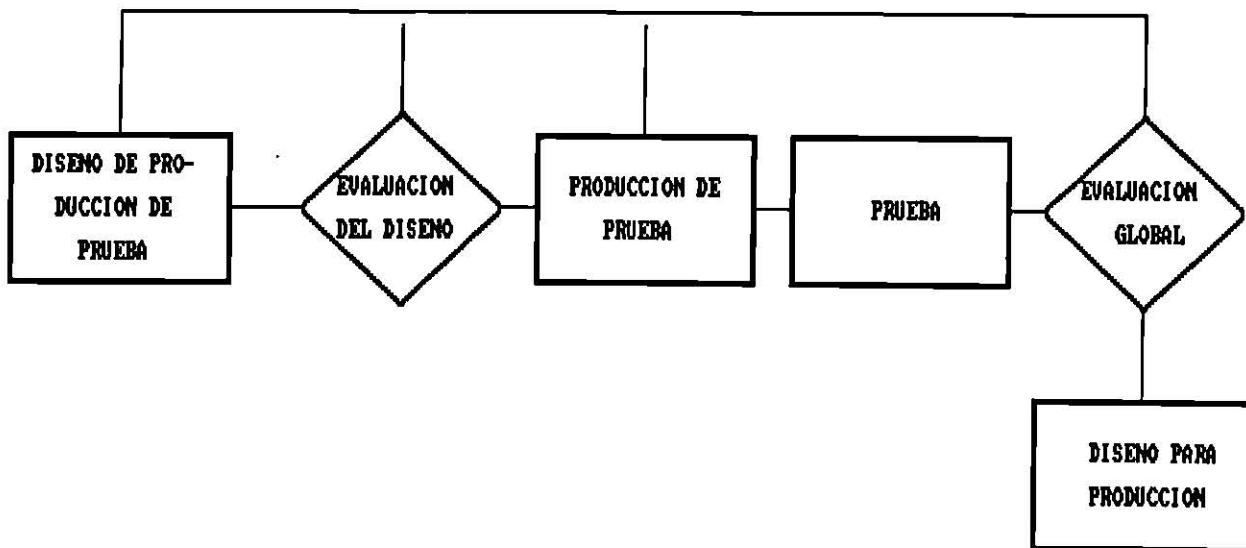 DISENO DE PRO-
DUCCION DE
PRUEBA
EVALUACION
DEL DISENO
PRODUCCION DE
PRUEBA
PRUEBA
EVALUACION
GLOBAL
DISENO PARA
PRODUCCION